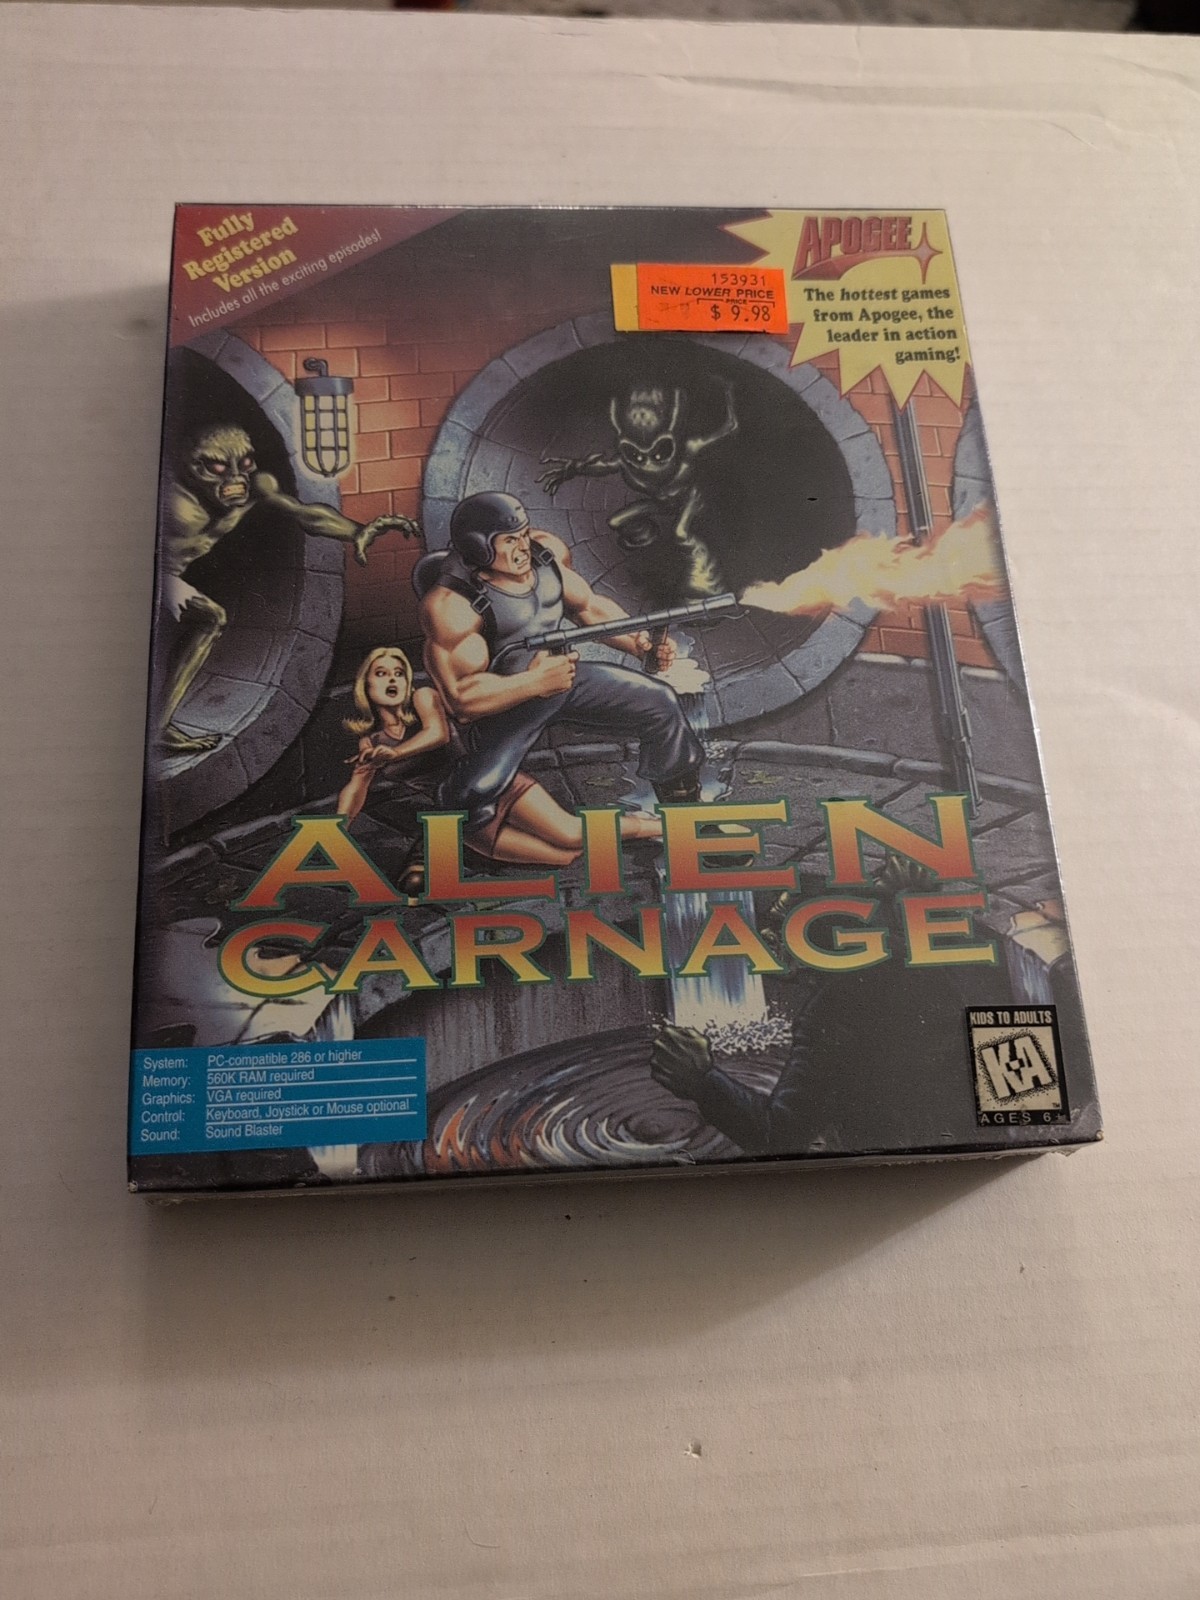 Fully
Registered
Version
Includes all the exciting episodes!
APOGEE
The hottest games
from Apogee, the
leader in action
gaming!
153931
NEW LOWER PRICE
PRICE
$ 9.98
ALIEN
CARNAGE
System: PC-compatible 286 or higher
Memory: 560K RAM required
Graphics: VGA required
Control: Keyboard, Joystick or Mouse optional
Sound: Sound Blaster
KIDS TO ADULTS
K-A
AGES 6+